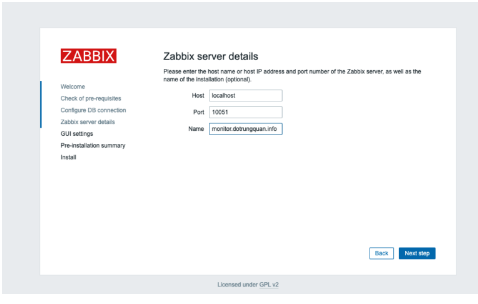 ZABBIX
Welcome
Check of pre-requisites
Configure DB connection
Zabbix server details
GUI settings
Pre-installation summary
Install
Zabbix server details
Please enter the host name or host IP address and port number of the Zabbix server, as well as the
name of the installation (optional).
Host localhost
Port 10051
Name monitor.dotrungquan.info
Back Next step
Licensed under GPL v2